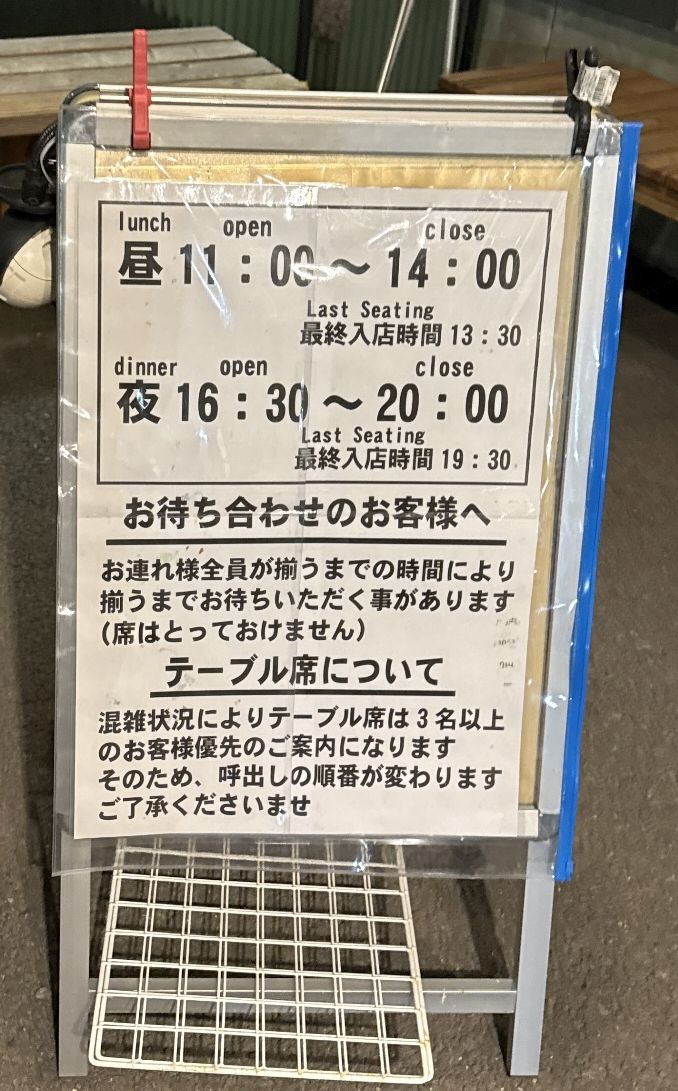 lunch open close
昼 11：00～14：00
Last Seating
最終入店時間 13：30
dinner open close
夜 16：30～20：00
Last Seating
最終入店時間 19：30
お待ち合わせのお客様へ
お連れ様全員が揃うまでの時間により
揃うまでお待ちいただく事があります
(席はとっておけません)
テーブル席について
混雑状況によりテーブル席は3名以上
のお客様優先のご案内になります
そのため、呼出しの順番が変わります
ご了承くださいませ